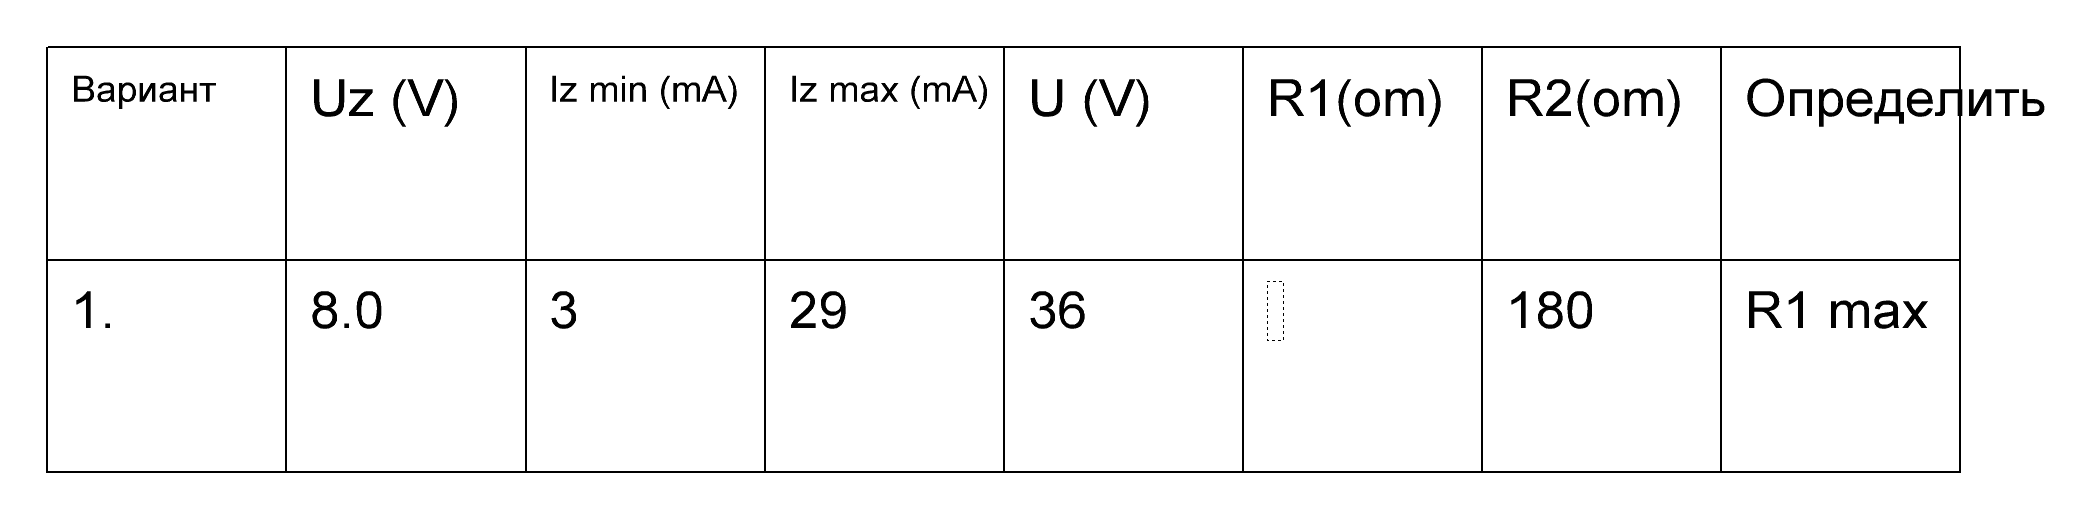 Вариант Uz (V) Iz min (mA) Iz max (mA) U (V) R1(om) R2(om) Определить
1. 8.0 3 29 36 180 R1 max